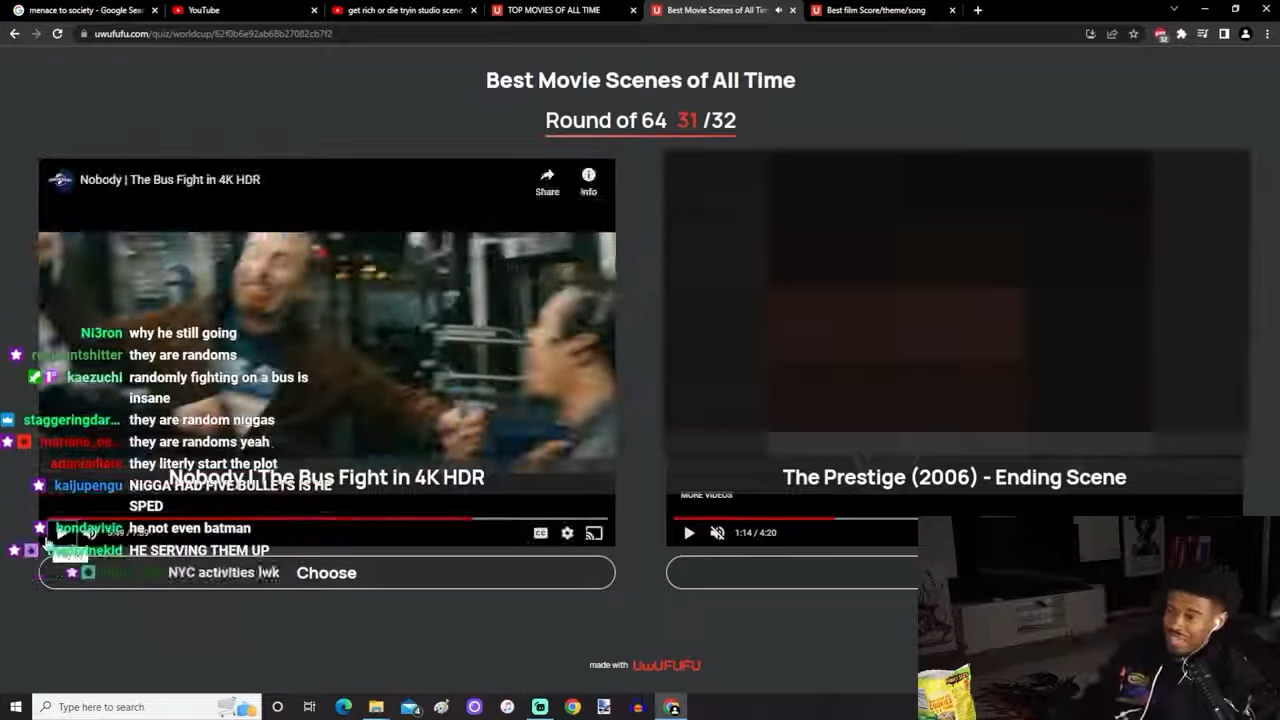 menace to society - Google Sear
YouTube
get rich or die tryin studio scene
TOP MOVIES OF ALL TIME
Best Movie Scenes of All Tim
Best film Score/theme/song
uwufufu.com/quiz/worldcup/62f0b6e92ab68b27082cb7f2
32
Best Movie Scenes of All Time
Round of 64 31 /32
Nobody | The Bus Fight in 4K HDR
Share
Info
Ni3ron why he still going
they are randoms
kaezuchi randomly fighting on a bus is
insane
staggeringdar... they are random niggas
they are randoms yeah
they literly start the plot
Nobody | The Bus Fight in 4K HDR
The Prestige (2006) - Ending Scene
kaijupengu NIGGA HAD FIVE BULLETS IS HE
SPED
MORE VIDEOS
he not even batman
1:14 / 4:20
HE SERVING THEM UP
NYC activities lwk
Choose
made with UwUFUFU
Type here to search